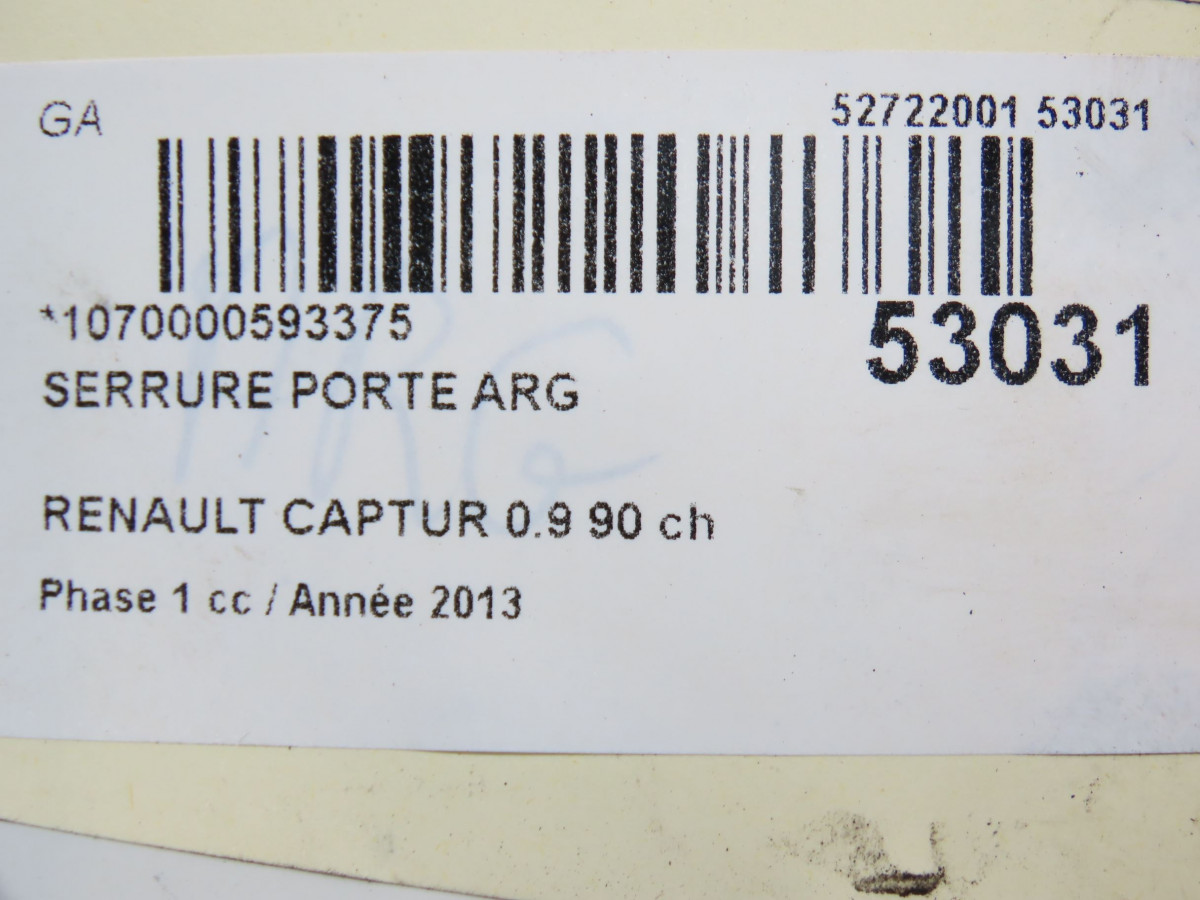 GA 52722001 53031
*1070000593375 53031
SERRURE PORTE ARG
RENAULT CAPTUR 0.9 90 ch
Phase 1 cc / Année 2013
ARG